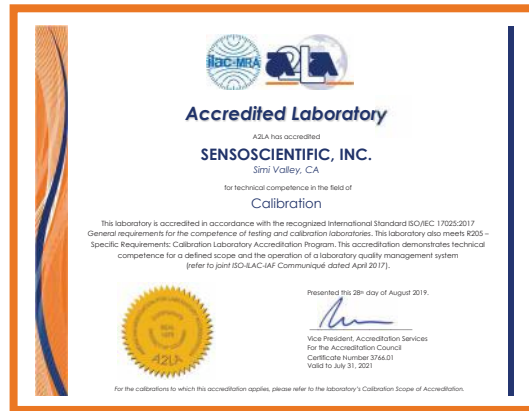 ilac-MRA
A2LA
Accredited Laboratory
A2LA has accredited
SENSOSCIENTIFIC, INC.
Simi Valley, CA
for technical competence in the field of
Calibration
This laboratory is accredited in accordance with the recognized International Standard ISO/IEC 17025:2017
General requirements for the competence of testing and calibration laboratories. This laboratory also meets R205 –
Specific Requirements: Calibration Laboratory Accreditation Program. This accreditation demonstrates technical
competence for a defined scope and the operation of a laboratory quality management system
(refer to joint ISO-ILAC-IAF Communiqué dated April 2017).
Presented this 28th day of August 2019.
Vice President, Accreditation Services
For the Accreditation Council
Certificate Number 3766.01
Valid to July 31, 2021
SEAL
1978
A2LA
For the calibrations to which this accreditation applies, please refer to the laboratory's Calibration Scope of Accreditation.